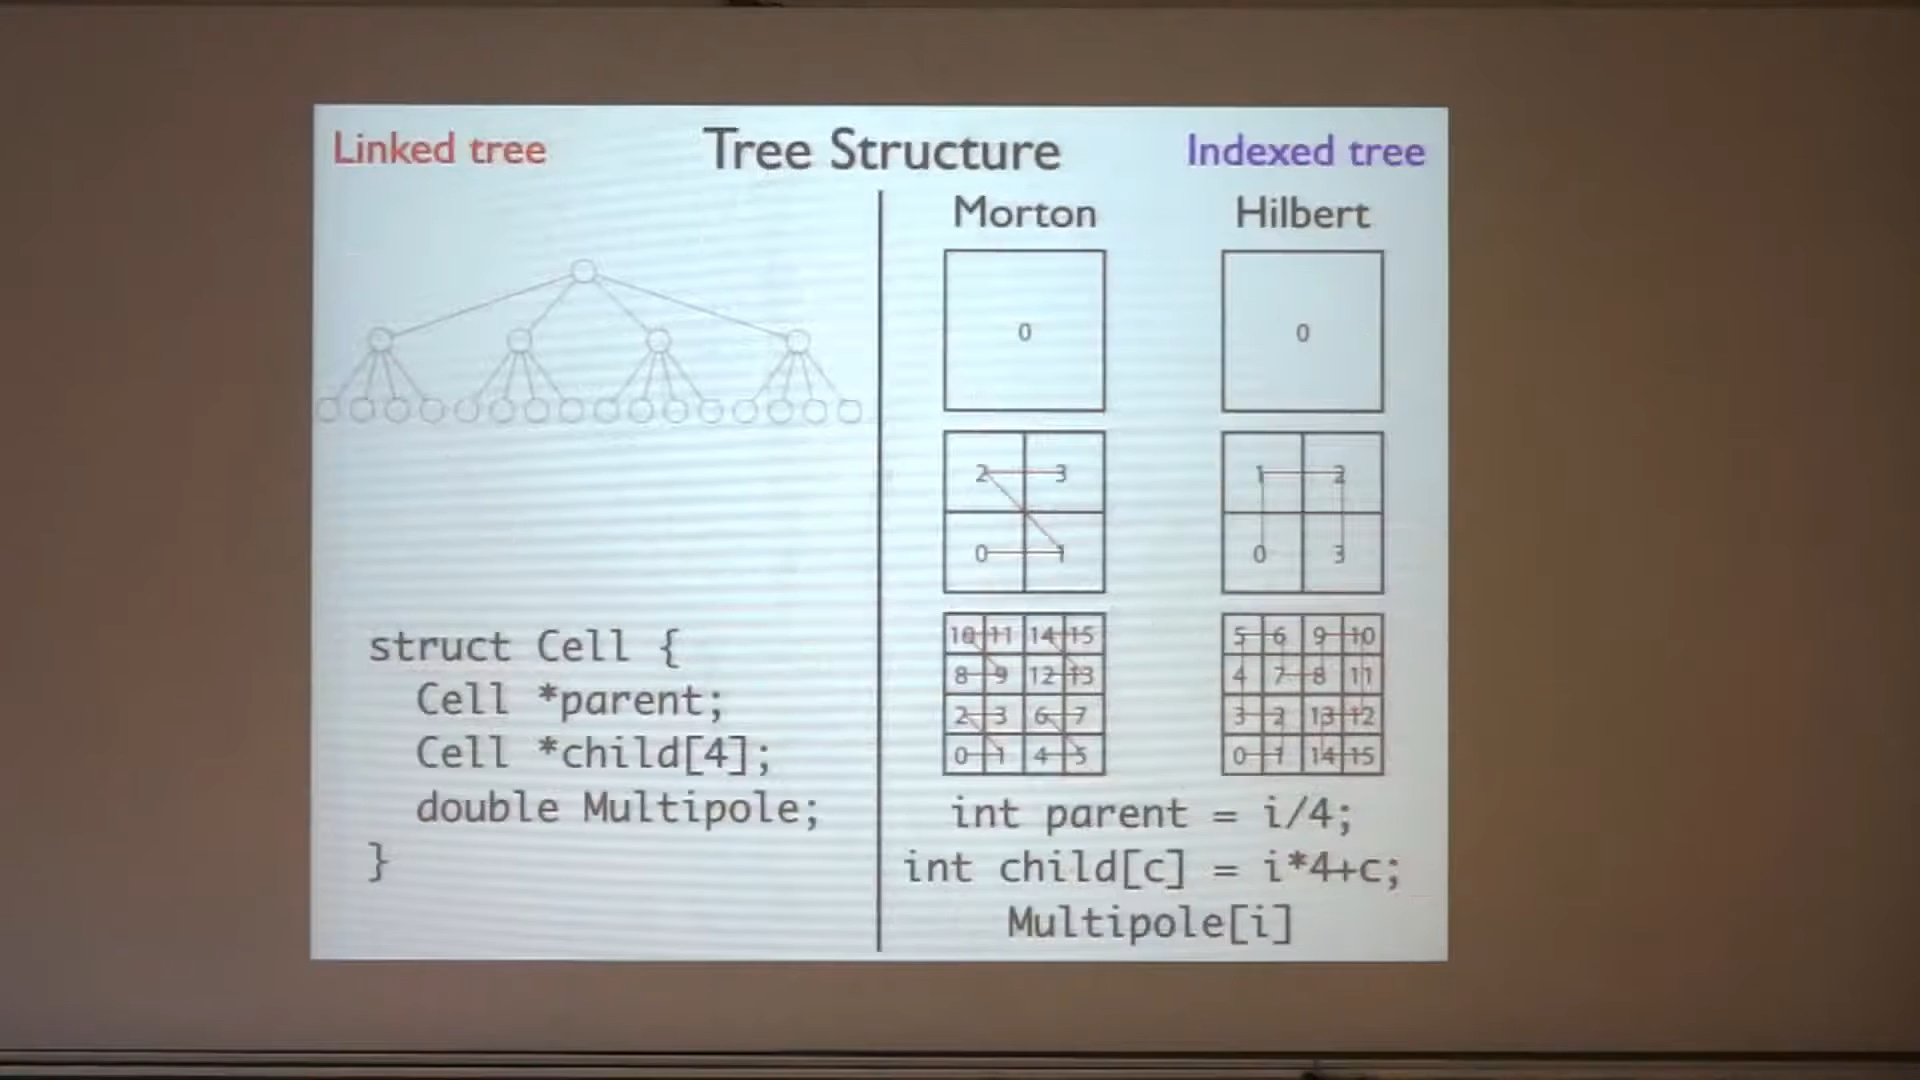 Tree Structure
Linked tree
struct Cell {
Cell *parent;
Cell *child[4];
double Multipole;
}
Indexed tree
Morton
0
2 3
0 1
10 11 14 15
8 9 12 13
2 3 6 7
0 1 4 5
Hilbert
0
1 2
0 3
5 6 9 10
4 7 8 11
3 2 13 12
0 1 14 15
int parent = i/4;
int child[c] = i*4+c;
Multipole[i]